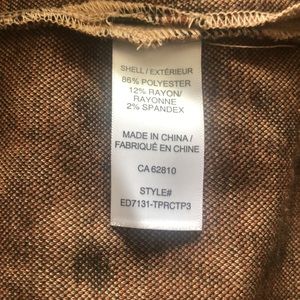 SHELL / EXTÉRIEUR
86% POLYESTER
12% RAYON/
RAYONNE
2% SPANDEX
MADE IN CHINA /
FABRIQUÉ EN CHINE
CA 62810
STYLE#
ED7131-TPRCTP3